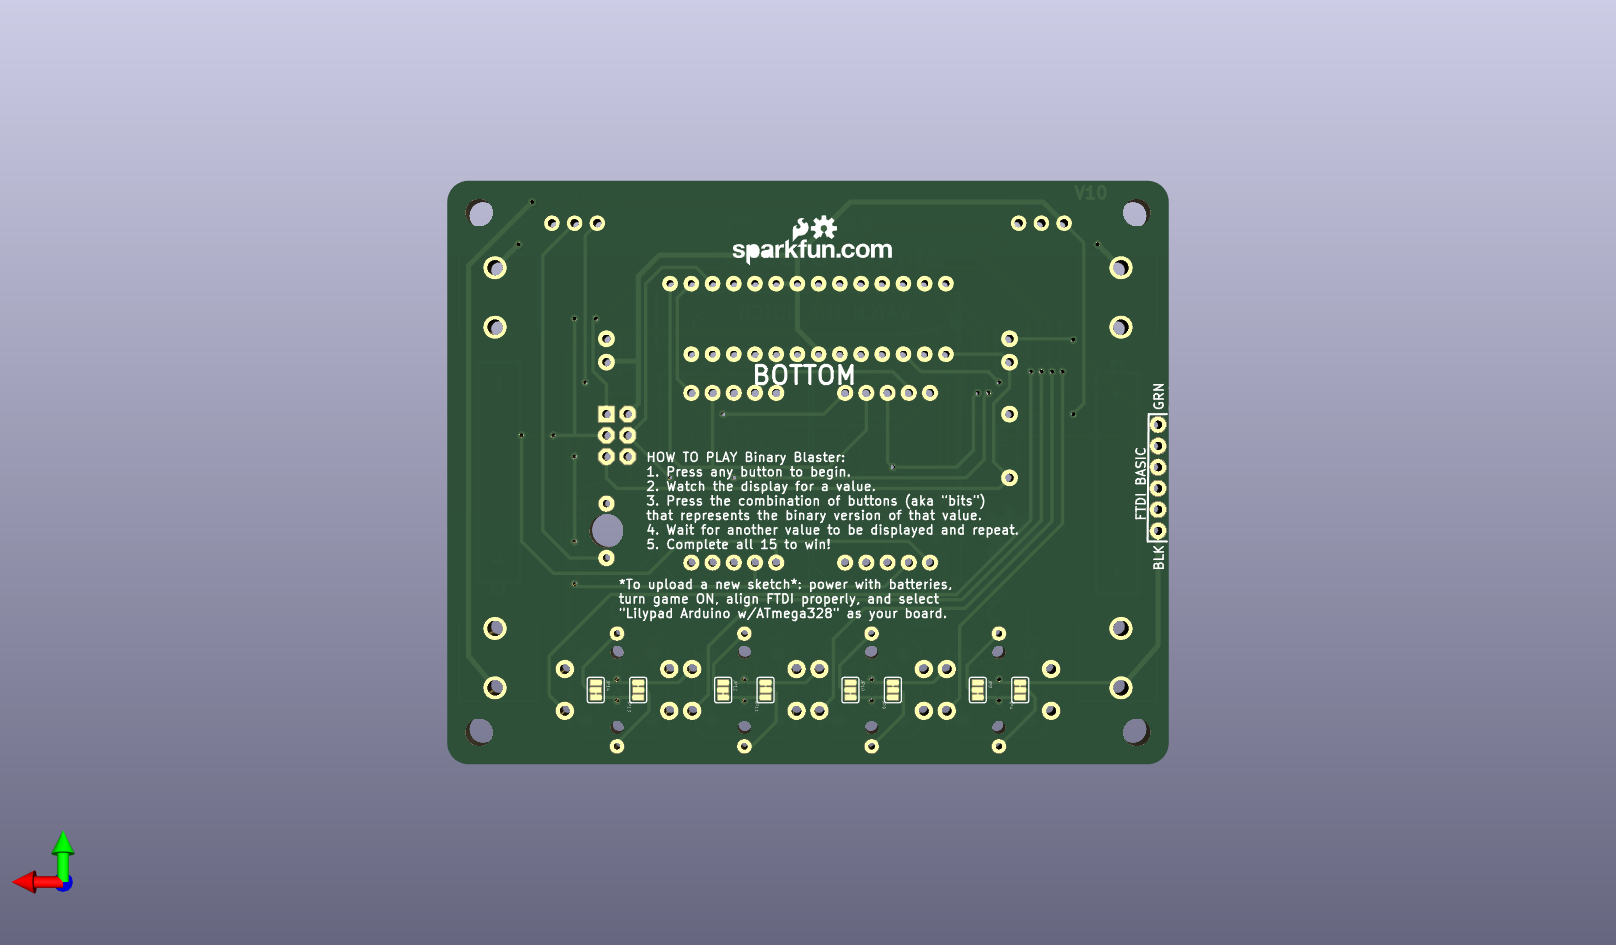 V10
sparkfun.com
BOTTOM
GRN
FTDI BASIC
BLK
HOW TO PLAY Binary Blaster:
1. Press any button to begin.
2. Watch the display for a value.
3. Press the combination of buttons (aka "bits")
that represents the binary version of that value.
4. Wait for another value to be displayed and repeat.
5. Complete all 15 to win!
*To upload a new sketch*: power with batteries,
turn game ON, align FTDI properly, and select
"Lilypad Arduino w/ATmega328" as your board.